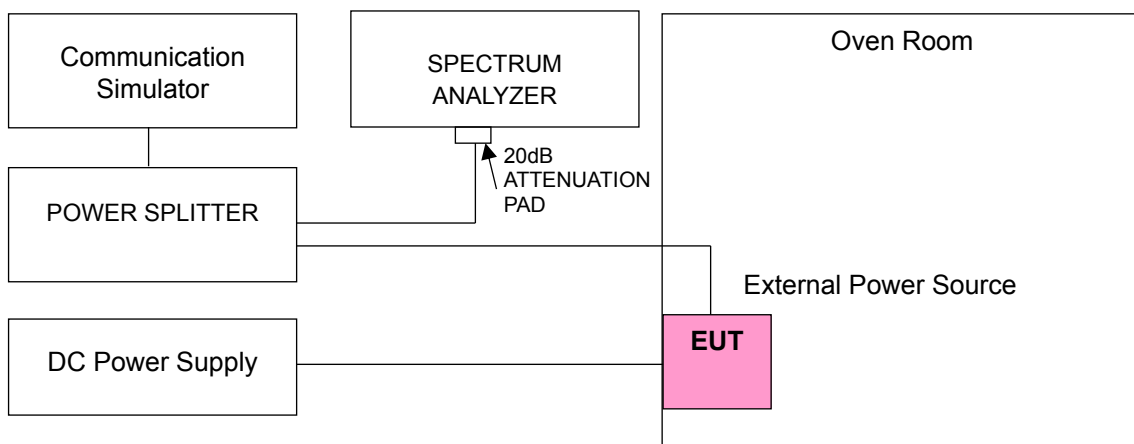 Communication
Simulator
SPECTRUM
ANALYZER
Oven Room
20dB
ATTENUATION
PAD
POWER SPLITTER
External Power Source
EUT
DC Power Supply